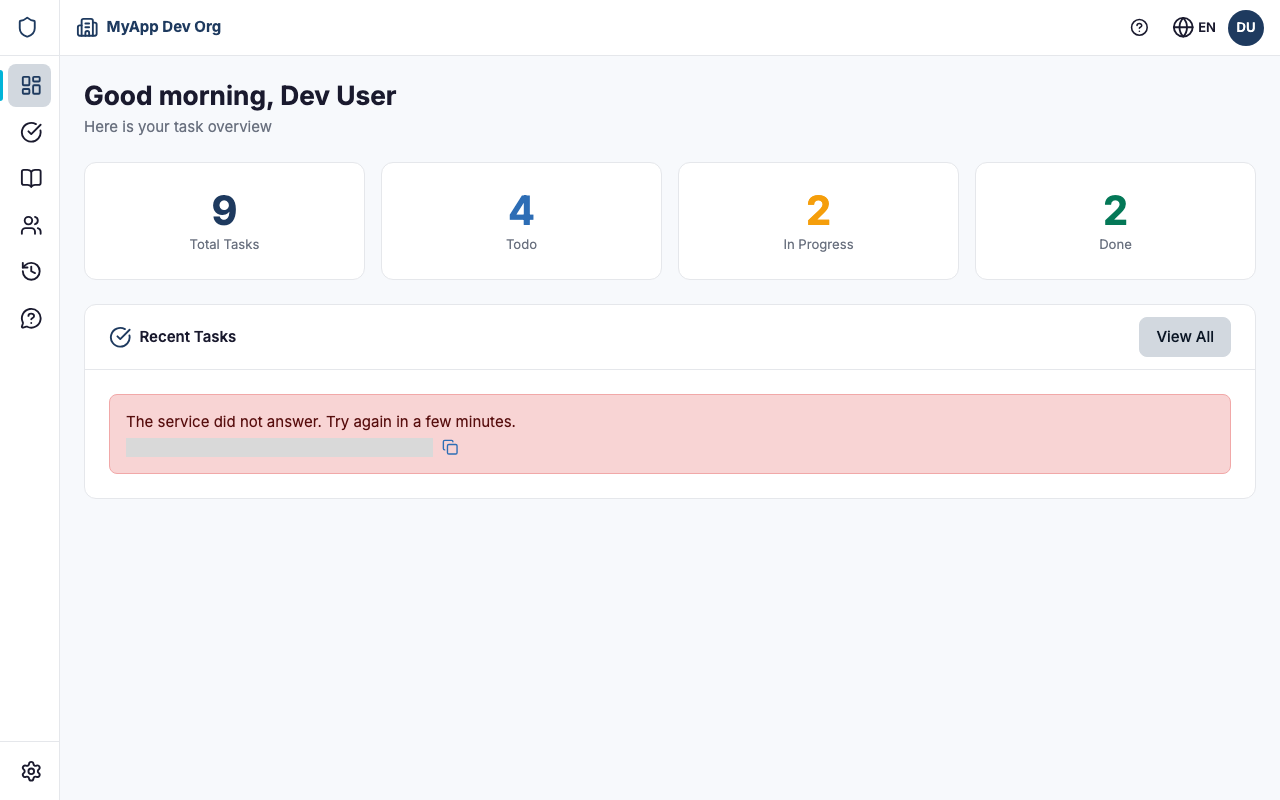 MyApp Dev Org
EN
DU
Good morning, Dev User
Here is your task overview
9
Total Tasks
4
Todo
2
In Progress
2
Done
Recent Tasks
View All
The service did not answer. Try again in a few minutes.